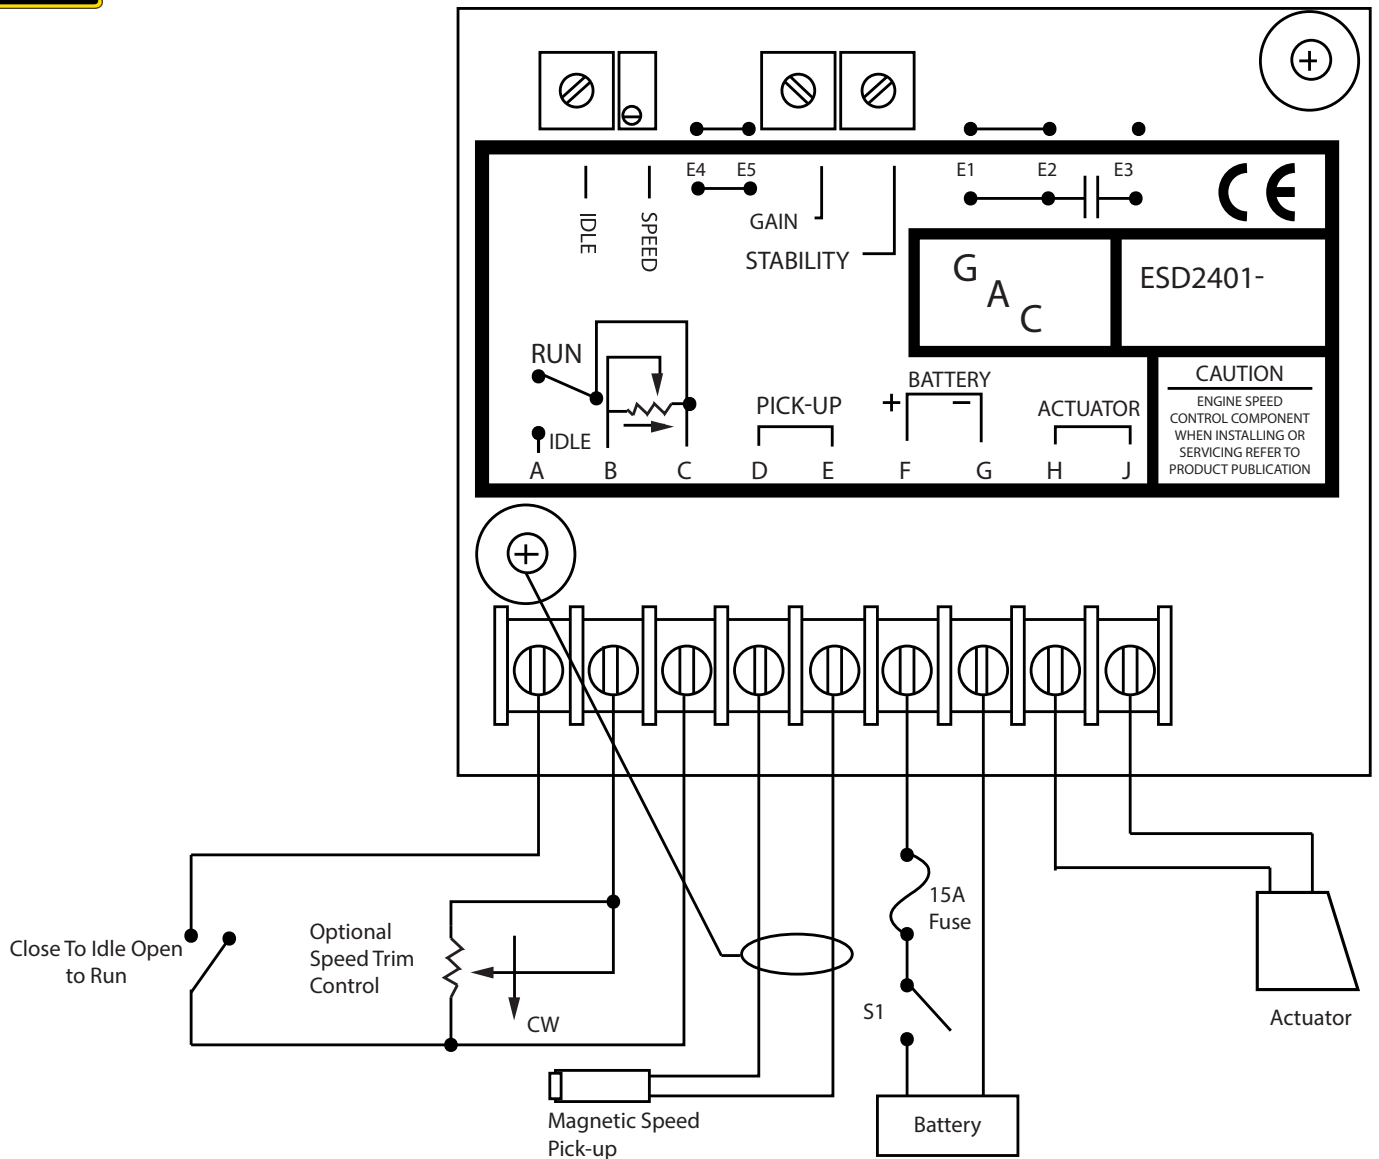 E4 E5 E1 E2 E3
CE
IDLE
SPEED
GAIN
STABILITY
G
A
C
ESD2401-
RUN
IDLE
PICK-UP
+ BATTERY −
ACTUATOR
CAUTION
ENGINE SPEED
CONTROL COMPONENT
WHEN INSTALLING OR
SERVICING REFER TO
PRODUCT PUBLICATION
A B C D E F G H J
Close To Idle Open
to Run
Optional
Speed Trim
Control
CW
15A
Fuse
S1
Actuator
Magnetic Speed
Pick-up
Battery